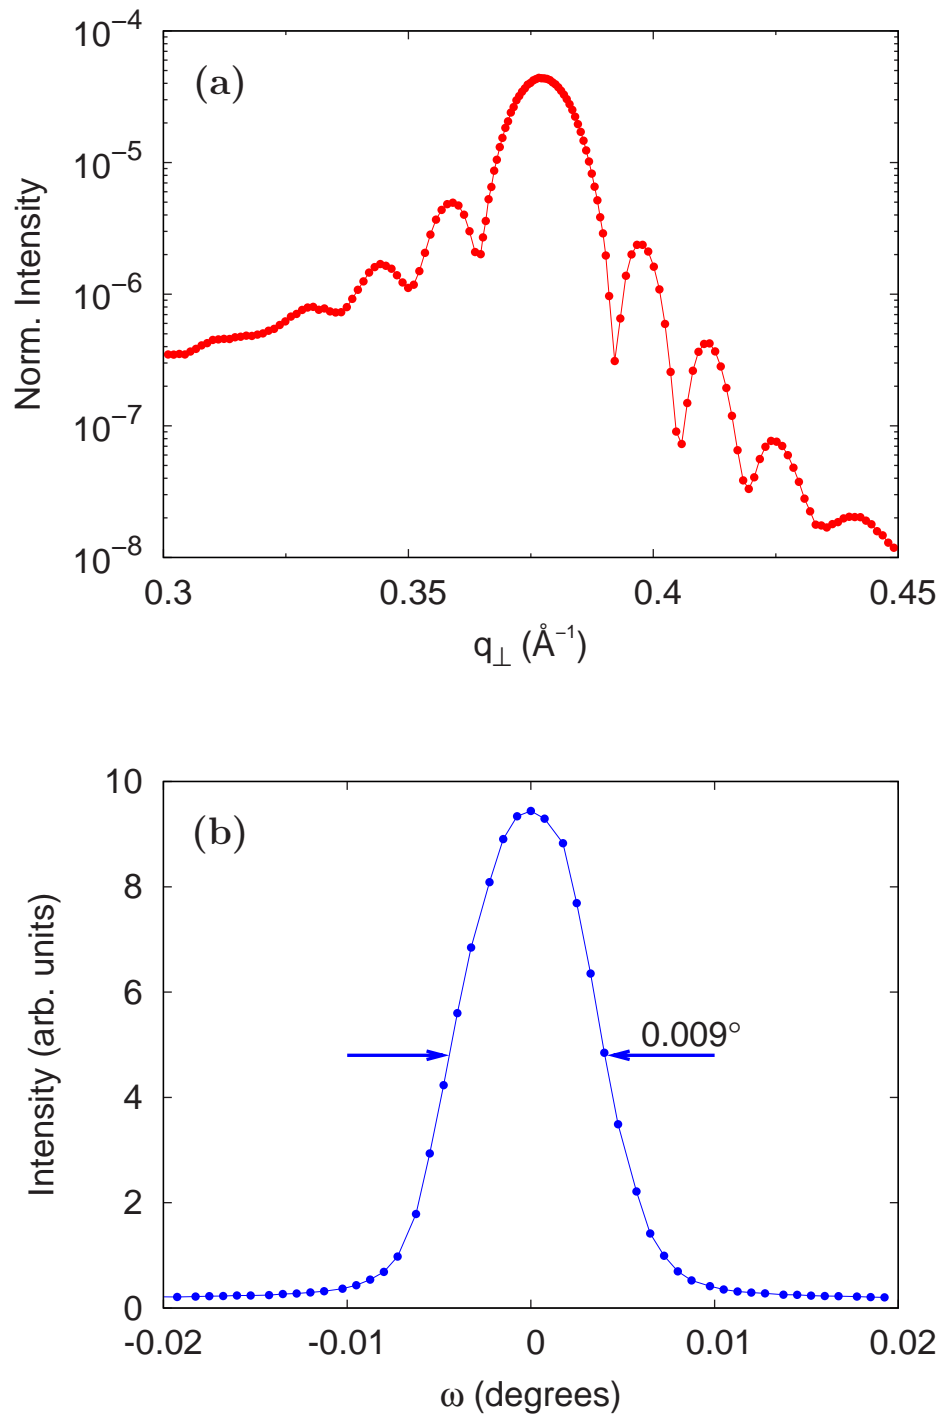 10⁻⁴
(a)
10⁻⁵
Norm. Intensity
10⁻⁶
10⁻⁷
10⁻⁸
0.3 0.35 0.4 0.45
q⊥ (Å⁻¹)
10
(b)
8
Intensity (arb. units)
6
0.009°
4
2
0
-0.02 -0.01 0 0.01 0.02
ω (degrees)